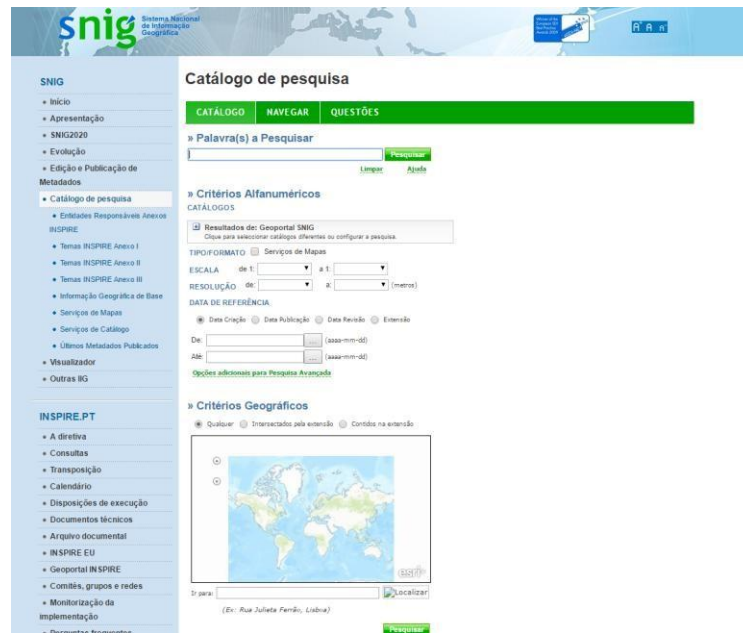 snig
Sistema Nacional
de Informação
Geográfica
A A A
SNIG
Início
Apresentação
SNIG2020
Evolução
Edição e Publicação de
Metadados
Catálogo de pesquisa
Entidades Responsáveis Anexos
INSPIRE
Temas INSPIRE Anexo I
Temas INSPIRE Anexo II
Temas INSPIRE Anexo III
Informação Geográfica de Base
Serviços de Mapas
Serviços de Catálogo
Últimos Metadados Publicados
Visualizador
Outras IIG
INSPIRE.PT
A diretiva
Consultas
Transposição
Calendário
Disposições de execução
Documentos técnicos
Arquivo documental
INSPIRE EU
Geoportal INSPIRE
Comités, grupos e redes
Monitorização da
implementação
Perguntas frequentes
Catálogo de pesquisa
CATÁLOGO NAVEGAR QUESTÕES
» Palavra(s) a Pesquisar
Pesquisar
Limpar Ajuda
» Critérios Alfanuméricos
CATÁLOGOS
Resultados de: Geoportal SNIG
Clique para seleccionar catálogos diferentes ou configurar a pesquisa.
TIPO/FORMATO Serviços de Mapas
ESCALA de 1: a 1:
RESOLUÇÃO de: a: (metros)
DATA DE REFERÊNCIA
Data Criação Data Publicação Data Revisão Extensão
De: ... (aaaa-mm-dd)
Até: ... (aaaa-mm-dd)
Opções adicionais para Pesquisa Avançada
» Critérios Geográficos
Qualquer Intersectados pela extensão Contidos na extensão
esri
Ir para: Localizar
(Ex: Rua Julieta Ferrão, Lisboa)
Pesquisar